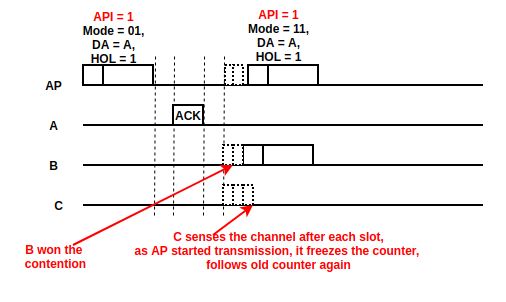 API = 1
Mode = 01,
DA = A,
HOL = 1
API = 1
Mode = 11,
DA = A,
HOL = 1
AP
A
ACK
B
C
B won the
contention
C senses the channel after each slot,
as AP started transmission, it freezes the counter,
follows old counter again